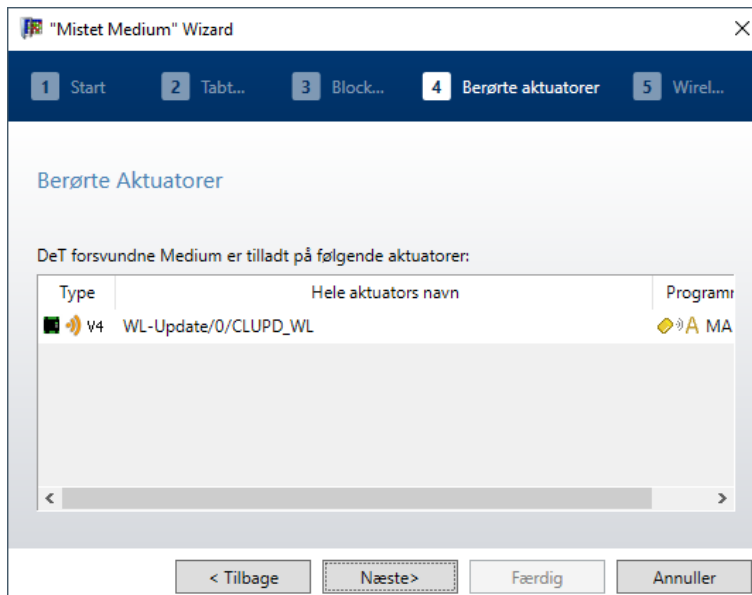 "Mistet Medium" Wizard
1 Start 2 Tabt... 3 Block... 4 Berørte aktuatorer 5 Wirel...
Berørte Aktuatorer
DeT forsvundne Medium er tilladt på følgende aktuatorer:
Type Hele aktuators navn Programr
V4 WL-Update/0/CLUPD_WL A MA
< Tilbage Næste> Færdig Annuller